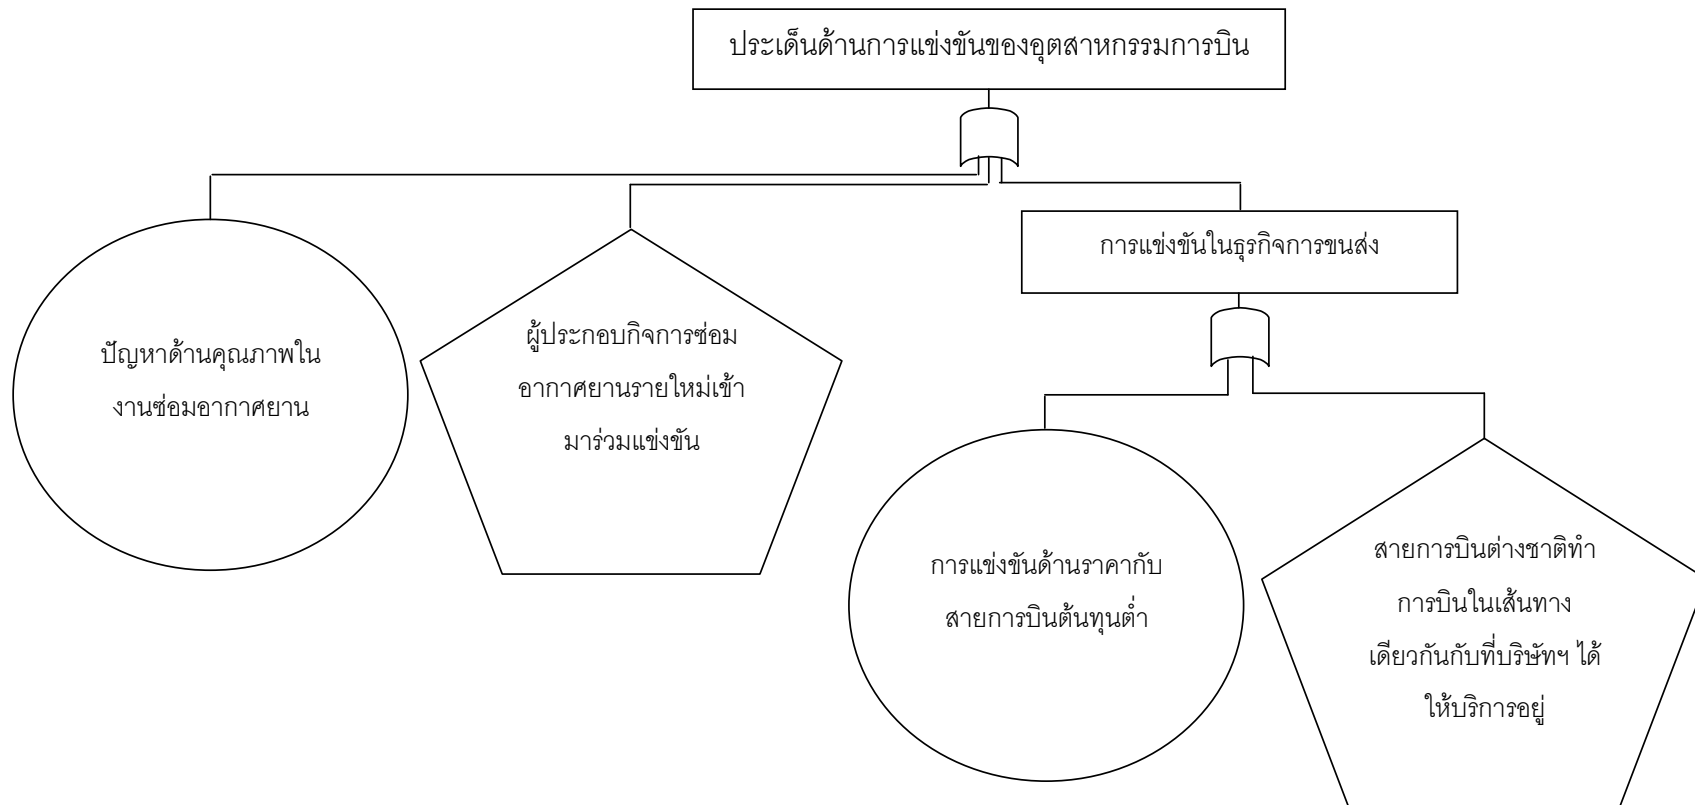 ประเด็นด้านการแข่งขันของอุตสาหกรรมการบิน
การแข่งขันในธุรกิจการขนส่ง
ปัญหาด้านคุณภาพใน
งานซ่อมอากาศยาน
ผู้ประกอบกิจการซ่อม
อากาศยานรายใหม่เข้า
มาร่วมแข่งขัน
การแข่งขันด้านราคากับ
สายการบินต้นทุนต่ำ
สายการบินต่างชาติทำ
การบินในเส้นทาง
เดียวกันกับที่บริษัทฯ ได้
ให้บริการอยู่